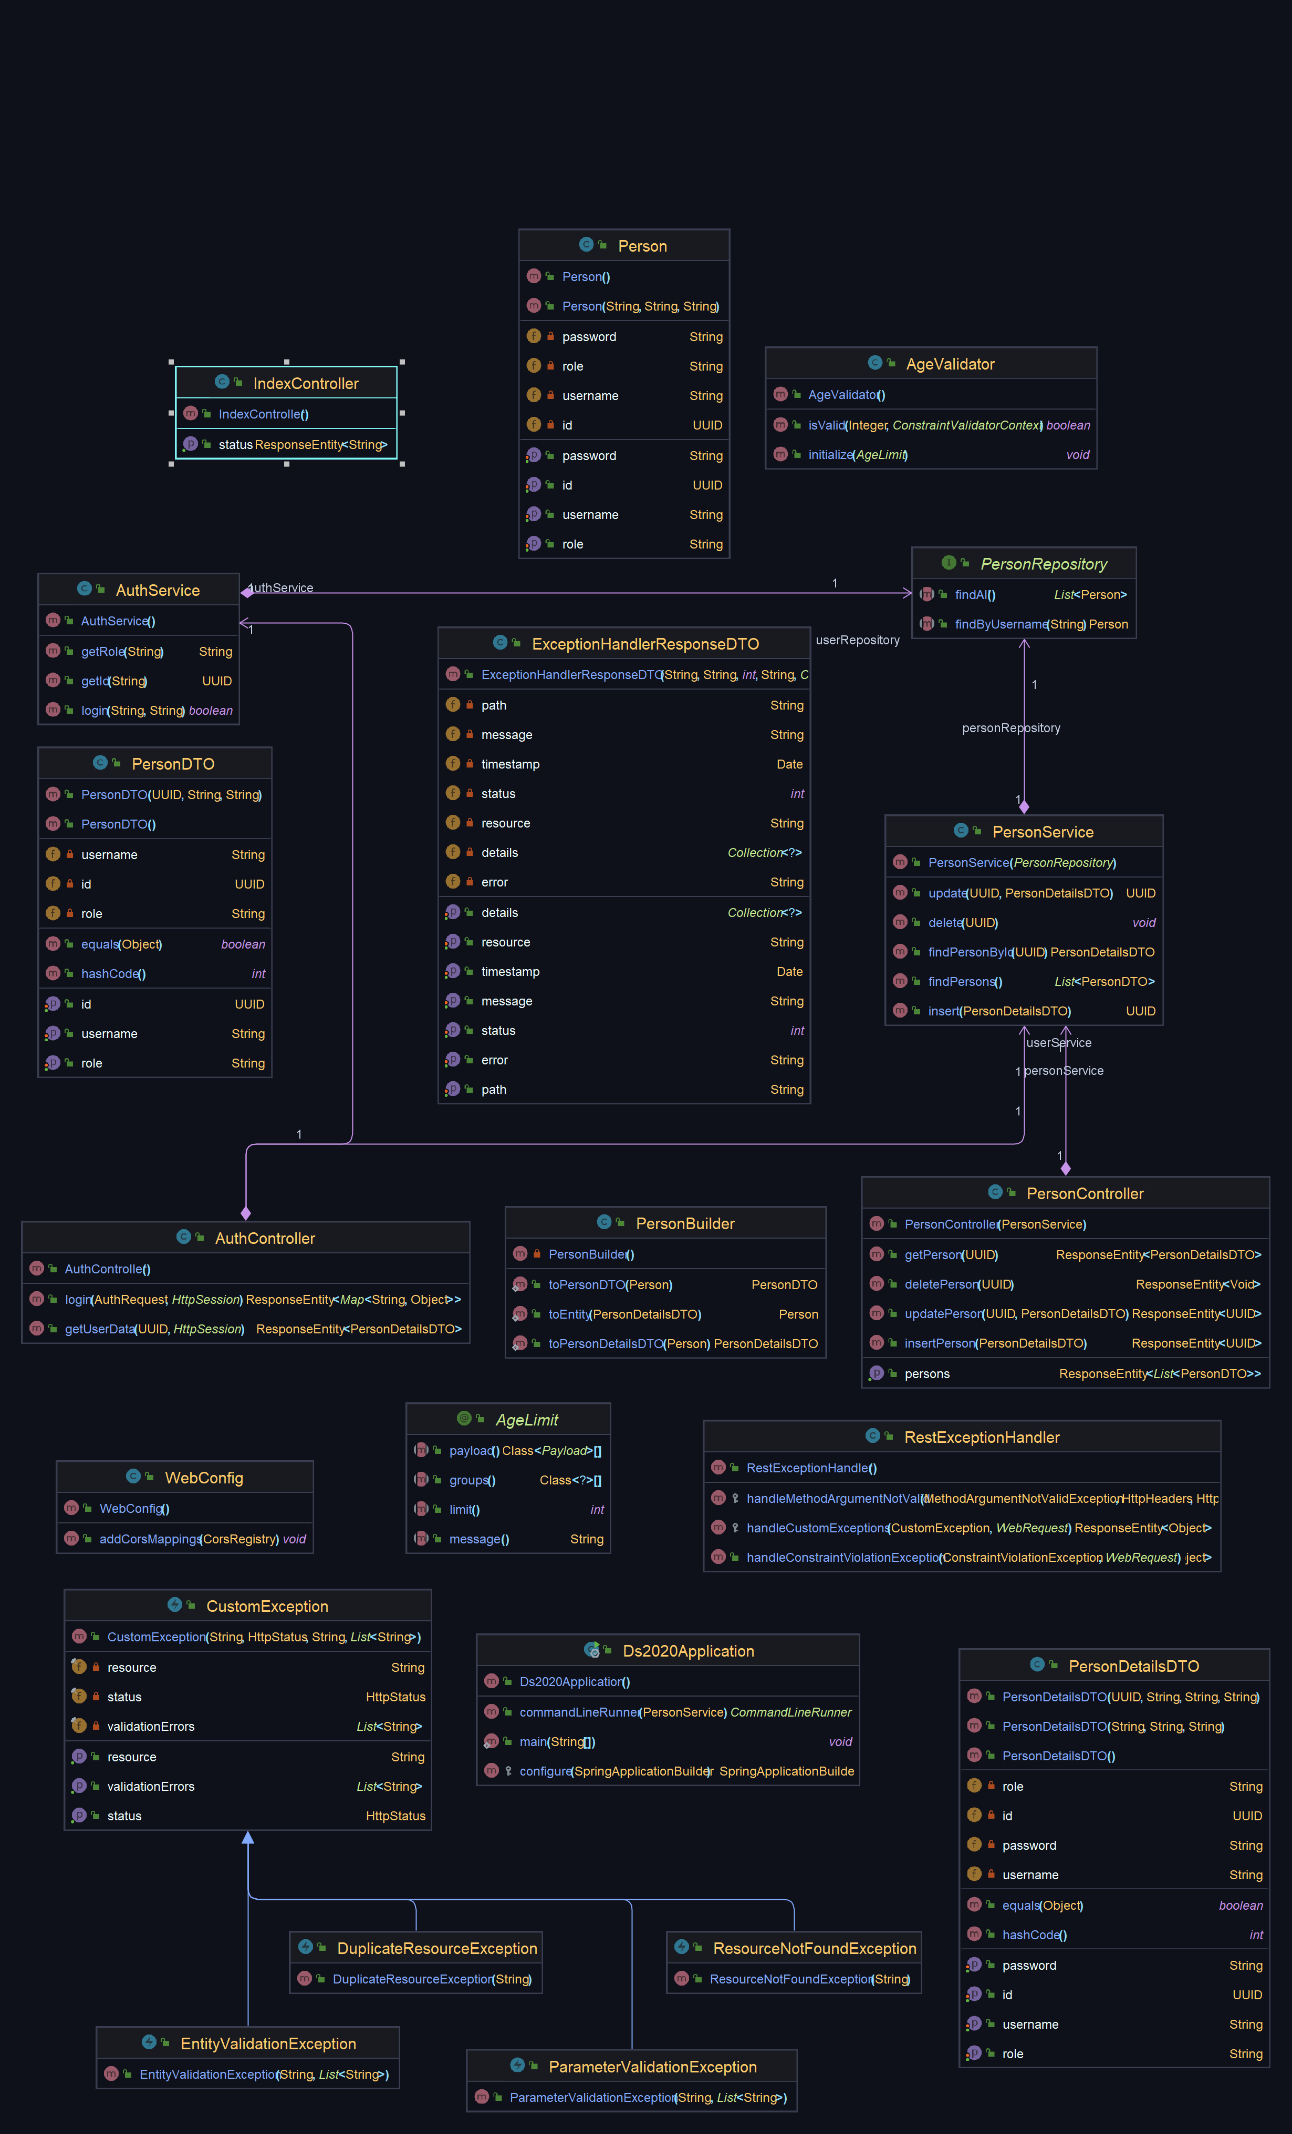 Person
Person()
Person(String, String, String)
password String
role String
username String
id UUID
password String
id UUID
username String
role String
IndexController
IndexController()
status ResponseEntity<String>
AgeValidator
AgeValidator()
isValid(Integer, ConstraintValidatorContext) boolean
initialize(AgeLimit) void
PersonRepository
findAll() List<Person>
findByUsername(String) Person
AuthService
AuthService()
getRole(String) String
getId(String) UUID
login(String, String) boolean
1
authService
1
userRepository
1
1
personRepository
1
ExceptionHandlerResponseDTO
ExceptionHandlerResponseDTO(String, String, int, String, C
path String
message String
timestamp Date
status int
resource String
details Collection<?>
error String
details Collection<?>
resource String
timestamp Date
message String
status int
error String
path String
PersonDTO
PersonDTO(UUID, String, String)
PersonDTO()
username String
id UUID
role String
equals(Object) boolean
hashCode() int
id UUID
username String
role String
PersonService
PersonService(PersonRepository)
update(UUID, PersonDetailsDTO) UUID
delete(UUID) void
findPersonById(UUID) PersonDetailsDTO
findPersons() List<PersonDTO>
insert(PersonDetailsDTO) UUID
userService
1
1
personService
1
1
1
AuthController
AuthController()
login(AuthRequest, HttpSession) ResponseEntity<Map<String, Object>>
getUserData(UUID, HttpSession) ResponseEntity<PersonDetailsDTO>
PersonBuilder
PersonBuilder()
toPersonDTO(Person) PersonDTO
toEntity(PersonDetailsDTO) Person
toPersonDetailsDTO(Person) PersonDetailsDTO
PersonController
PersonController(PersonService)
getPerson(UUID) ResponseEntity<PersonDetailsDTO>
deletePerson(UUID) ResponseEntity<Void>
updatePerson(UUID, PersonDetailsDTO) ResponseEntity<UUID>
insertPerson(PersonDetailsDTO) ResponseEntity<UUID>
persons ResponseEntity<List<PersonDTO>>
AgeLimit
payload() Class<Payload>[]
groups() Class<?>[]
limit() int
message() String
WebConfig
WebConfig()
addCorsMappings(CorsRegistry) void
RestExceptionHandler
RestExceptionHandler()
handleMethodArgumentNotValid(MethodArgumentNotValidException, HttpHeaders, Http
handleCustomExceptions(CustomException, WebRequest) ResponseEntity<Object>
handleConstraintViolationException(ConstraintViolationException, WebRequest) ject>
CustomException
CustomException(String, HttpStatus, String, List<String>)
resource String
status HttpStatus
validationErrors List<String>
resource String
validationErrors List<String>
status HttpStatus
Ds2020Application
Ds2020Application()
commandLineRunner(PersonService) CommandLineRunner
main(String[]) void
configure(SpringApplicationBuilder) SpringApplicationBuilde
PersonDetailsDTO
PersonDetailsDTO(UUID, String, String, String)
PersonDetailsDTO(String, String, String)
PersonDetailsDTO()
role String
id UUID
password String
username String
equals(Object) boolean
hashCode() int
password String
id UUID
username String
role String
DuplicateResourceException
DuplicateResourceException(String)
ResourceNotFoundException
ResourceNotFoundException(String)
EntityValidationException
EntityValidationException(String, List<String>)
ParameterValidationException
ParameterValidationException(String, List<String>)